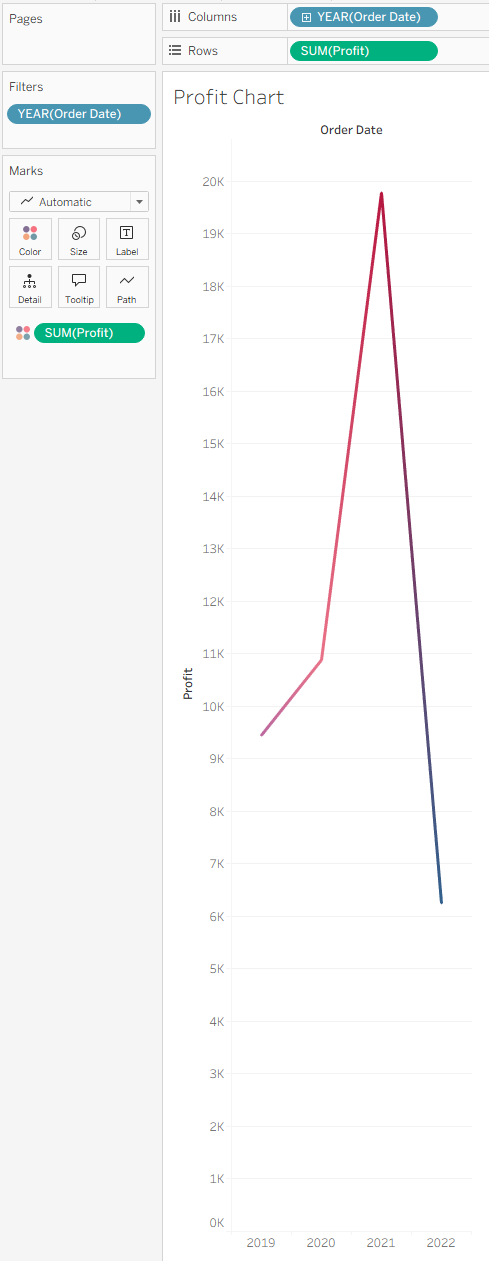 Pages
Columns
YEAR(Order Date)
Rows
SUM(Profit)
Filters
YEAR(Order Date)
Marks
Automatic
Color Size Label
Detail Tooltip Path
SUM(Profit)
Profit Chart
Order Date
Profit
20K
19K
18K
17K
16K
15K
14K
13K
12K
11K
10K
9K
8K
7K
6K
5K
4K
3K
2K
1K
0K
2019 2020 2021 2022